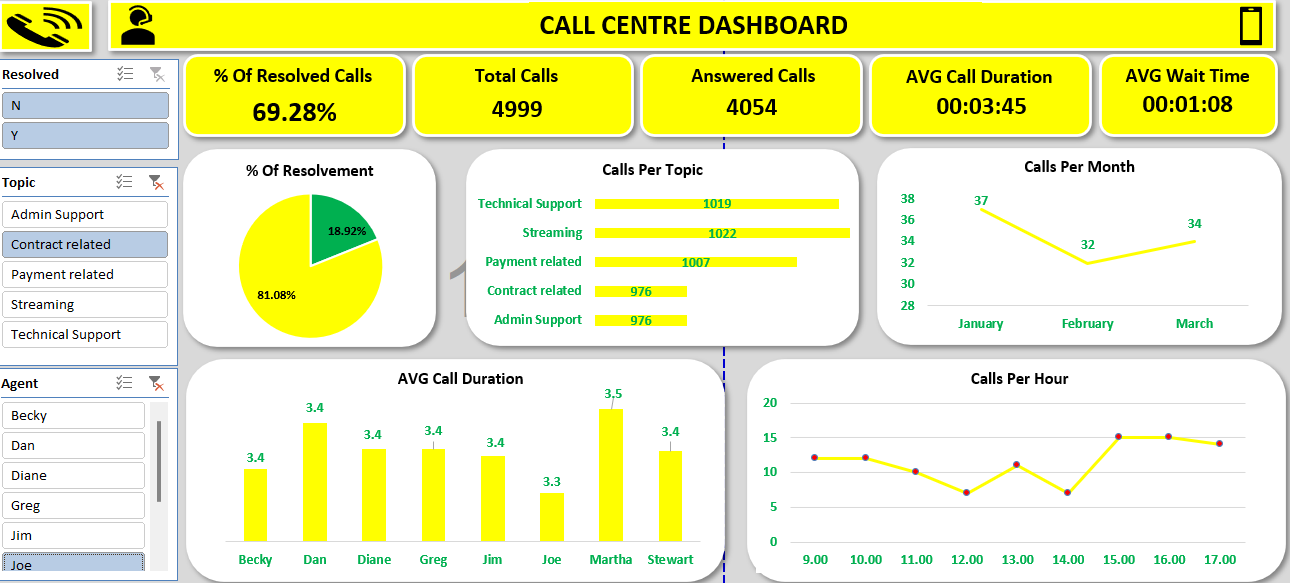 CALL CENTRE DASHBOARD
Resolved
N
Y
Topic
Admin Support
Contract related
Payment related
Streaming
Technical Support
Agent
Becky
Dan
Diane
Greg
Jim
Joe
% Of Resolved Calls
69.28%
Total Calls
4999
Answered Calls
4054
AVG Call Duration
00:03:45
AVG Wait Time
00:01:08
% Of Resolvement
18.92%
81.08%
Calls Per Topic
Technical Support 1019
Streaming 1022
Payment related 1007
Contract related 976
Admin Support 976
Calls Per Month
38
36
34
32
30
28
37
32
34
January February March
AVG Call Duration
3.4 3.4 3.4 3.4 3.4 3.3 3.5 3.4
Becky Dan Diane Greg Jim Joe Martha Stewart
Calls Per Hour
20
15
10
5
0
9.00 10.00 11.00 12.00 13.00 14.00 15.00 16.00 17.00